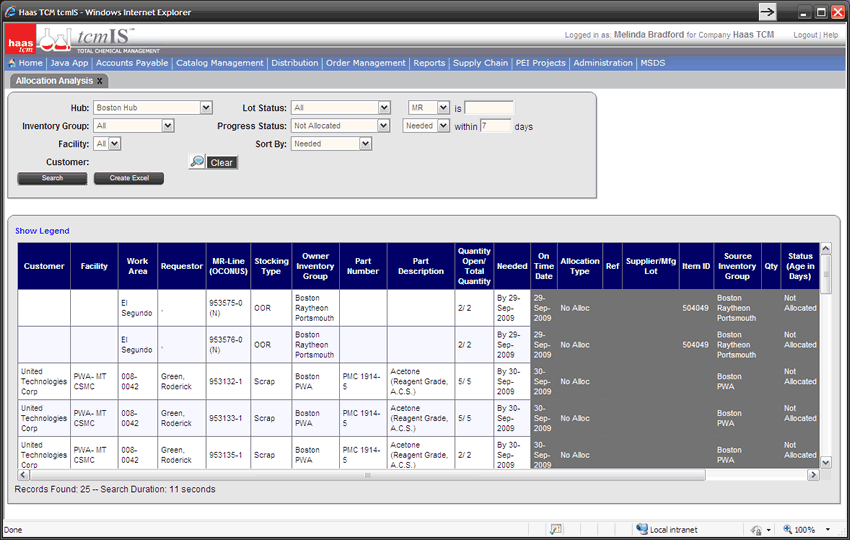 Haas TCM tcmIS - Windows Internet Explorer
haas tcm tcmIS™ TOTAL CHEMICAL MANAGEMENT
Logged in as: Melinda Bradford for Company Haas TCM Logout | Help
Home | Java App | Accounts Payable | Catalog Management | Distribution | Order Management | Reports | Supply Chain | PEI Projects | Administration | MSDS
Allocation Analysis x
Hub: Boston Hub Lot Status: All MR is
Inventory Group: All Progress Status: Not Allocated Needed within 7 days
Facility: All Sort By: Needed
Customer: Clear
Search Create Excel
Show Legend
Customer Facility Work Area Requestor MR-Line (OCONUS) Stocking Type Owner Inventory Group Part Number Part Description Quantity Open/ Total Quantity Needed On Time Date Allocation Type Ref Supplier/Mfg Lot Item ID Source Inventory Group Qty Status (Age in Days)
El Segundo , 953575-0 (N) OOR Boston Raytheon Portsmouth 2/ 2 By 29-Sep-2009 29-Sep-2009 No Alloc 504049 Boston Raytheon Portsmouth Not Allocated
El Segundo , 953576-0 (N) OOR Boston Raytheon Portsmouth 2/ 2 By 29-Sep-2009 29-Sep-2009 No Alloc 504049 Boston Raytheon Portsmouth Not Allocated
United Technologies Corp PWA- MT CSMC 008-0042 Green, Roderick 953132-1 Scrap Boston PWA PMC 1914-5 Acetone (Reagent Grade, A.C.S.) 5/ 5 By 30-Sep-2009 30-Sep-2009 No Alloc Boston PWA Not Allocated
United Technologies Corp PWA- MT CSMC 008-0042 Green, Roderick 953133-1 Scrap Boston PWA PMC 1914-5 Acetone (Reagent Grade, A.C.S.) 5/ 5 By 30-Sep-2009 30-Sep-2009 No Alloc Boston PWA Not Allocated
United Technologies Corp PWA- MT CSMC 008-0042 Green, Roderick 953135-1 Scrap Boston PWA PMC 1914-5 Acetone (Reagent Grade, A.C.S.) 2/ 2 By 30-Sep-2009 30-Sep-2009 No Alloc Boston PWA Not Allocated
Records Found: 25 -- Search Duration: 11 seconds
Done Local intranet 100%